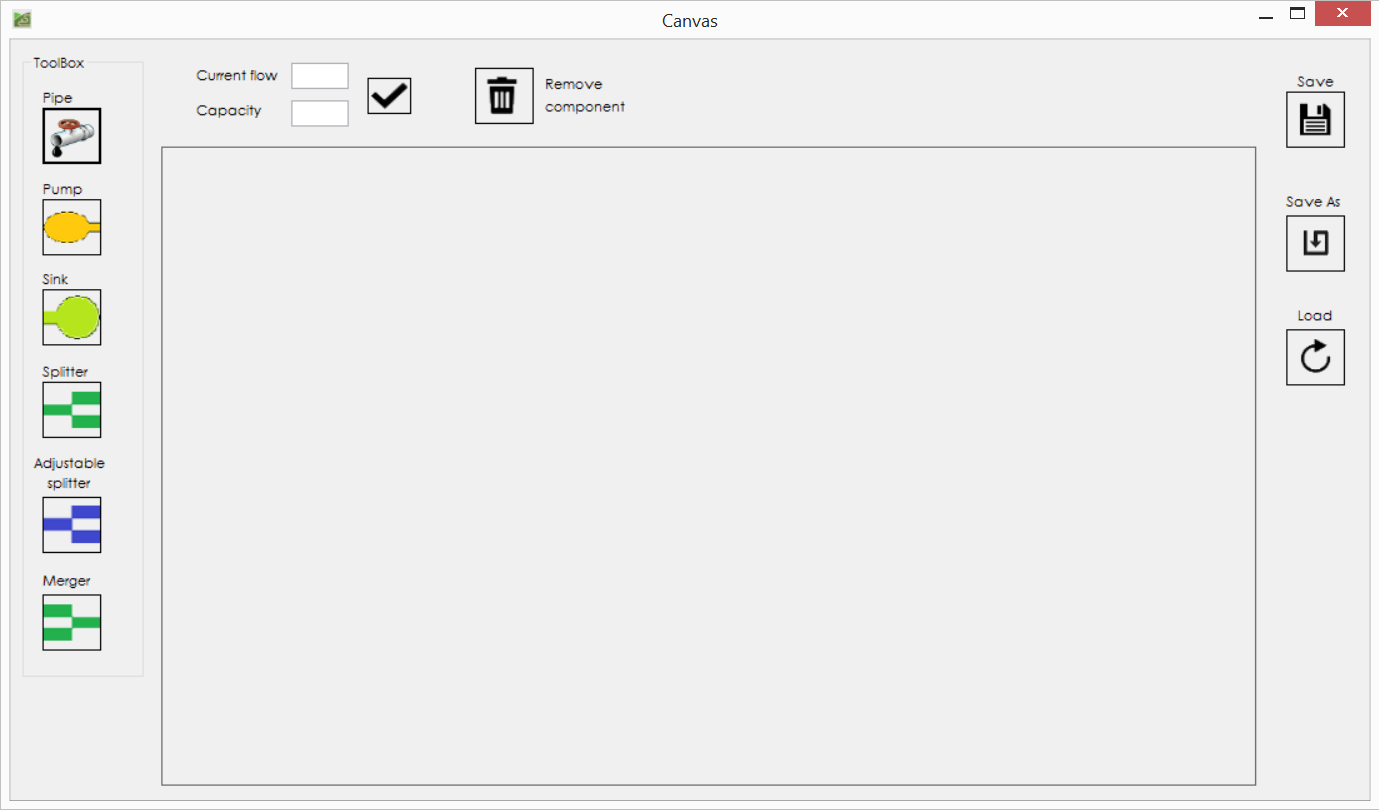 Canvas
ToolBox
Pipe
Pump
Sink
Splitter
Adjustable
splitter
Merger
Current flow
Capacity
Remove
component
Save
Save As
Load